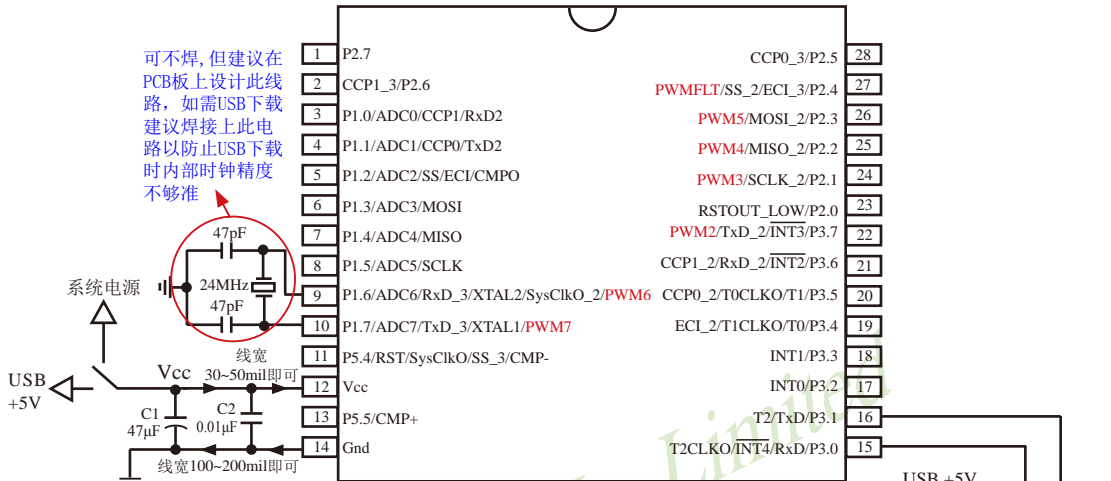 可不焊,但建议在
PCB板上设计此线
路，如需USB下载
建议焊接上此电
路以防止USB下载
时内部时钟精度
不够准
47pF
24MHz
47pF
系统电源
USB
+5V
Vcc
线宽
30~50mil即可
C1
47μF
C2
0.01μF
线宽100~200mil即可
1 P2.7
2 CCP1_3/P2.6
3 P1.0/ADC0/CCP1/RxD2
4 P1.1/ADC1/CCP0/TxD2
5 P1.2/ADC2/SS/ECI/CMPO
6 P1.3/ADC3/MOSI
7 P1.4/ADC4/MISO
8 P1.5/ADC5/SCLK
9 P1.6/ADC6/RxD_3/XTAL2/SysClkO_2/PWM6
10 P1.7/ADC7/TxD_3/XTAL1/PWM7
11 P5.4/RST/SysClkO/SS_3/CMP-
12 Vcc
13 P5.5/CMP+
14 Gnd
CCP0_3/P2.5 28
PWMFLT/SS_2/ECI_3/P2.4 27
PWM5/MOSI_2/P2.3 26
PWM4/MISO_2/P2.2 25
PWM3/SCLK_2/P2.1 24
RSTOUT_LOW/P2.0 23
PWM2/TxD_2/INT3/P3.7 22
CCP1_2/RxD_2/INT2/P3.6 21
CCP0_2/T0CLKO/T1/P3.5 20
ECI_2/T1CLKO/T0/P3.4 19
INT1/P3.3 18
INT0/P3.2 17
T2/TxD/P3.1 16
T2CLKO/INT4/RxD/P3.0 15
USB +5V
Limited